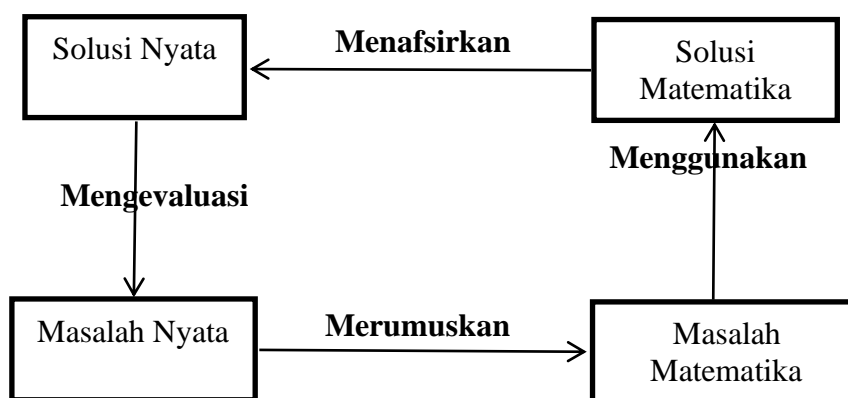 Solusi Nyata
Menafsirkan
Solusi
Matematika
Mengevaluasi
Menggunakan
Masalah Nyata
Merumuskan
Masalah
Matematika